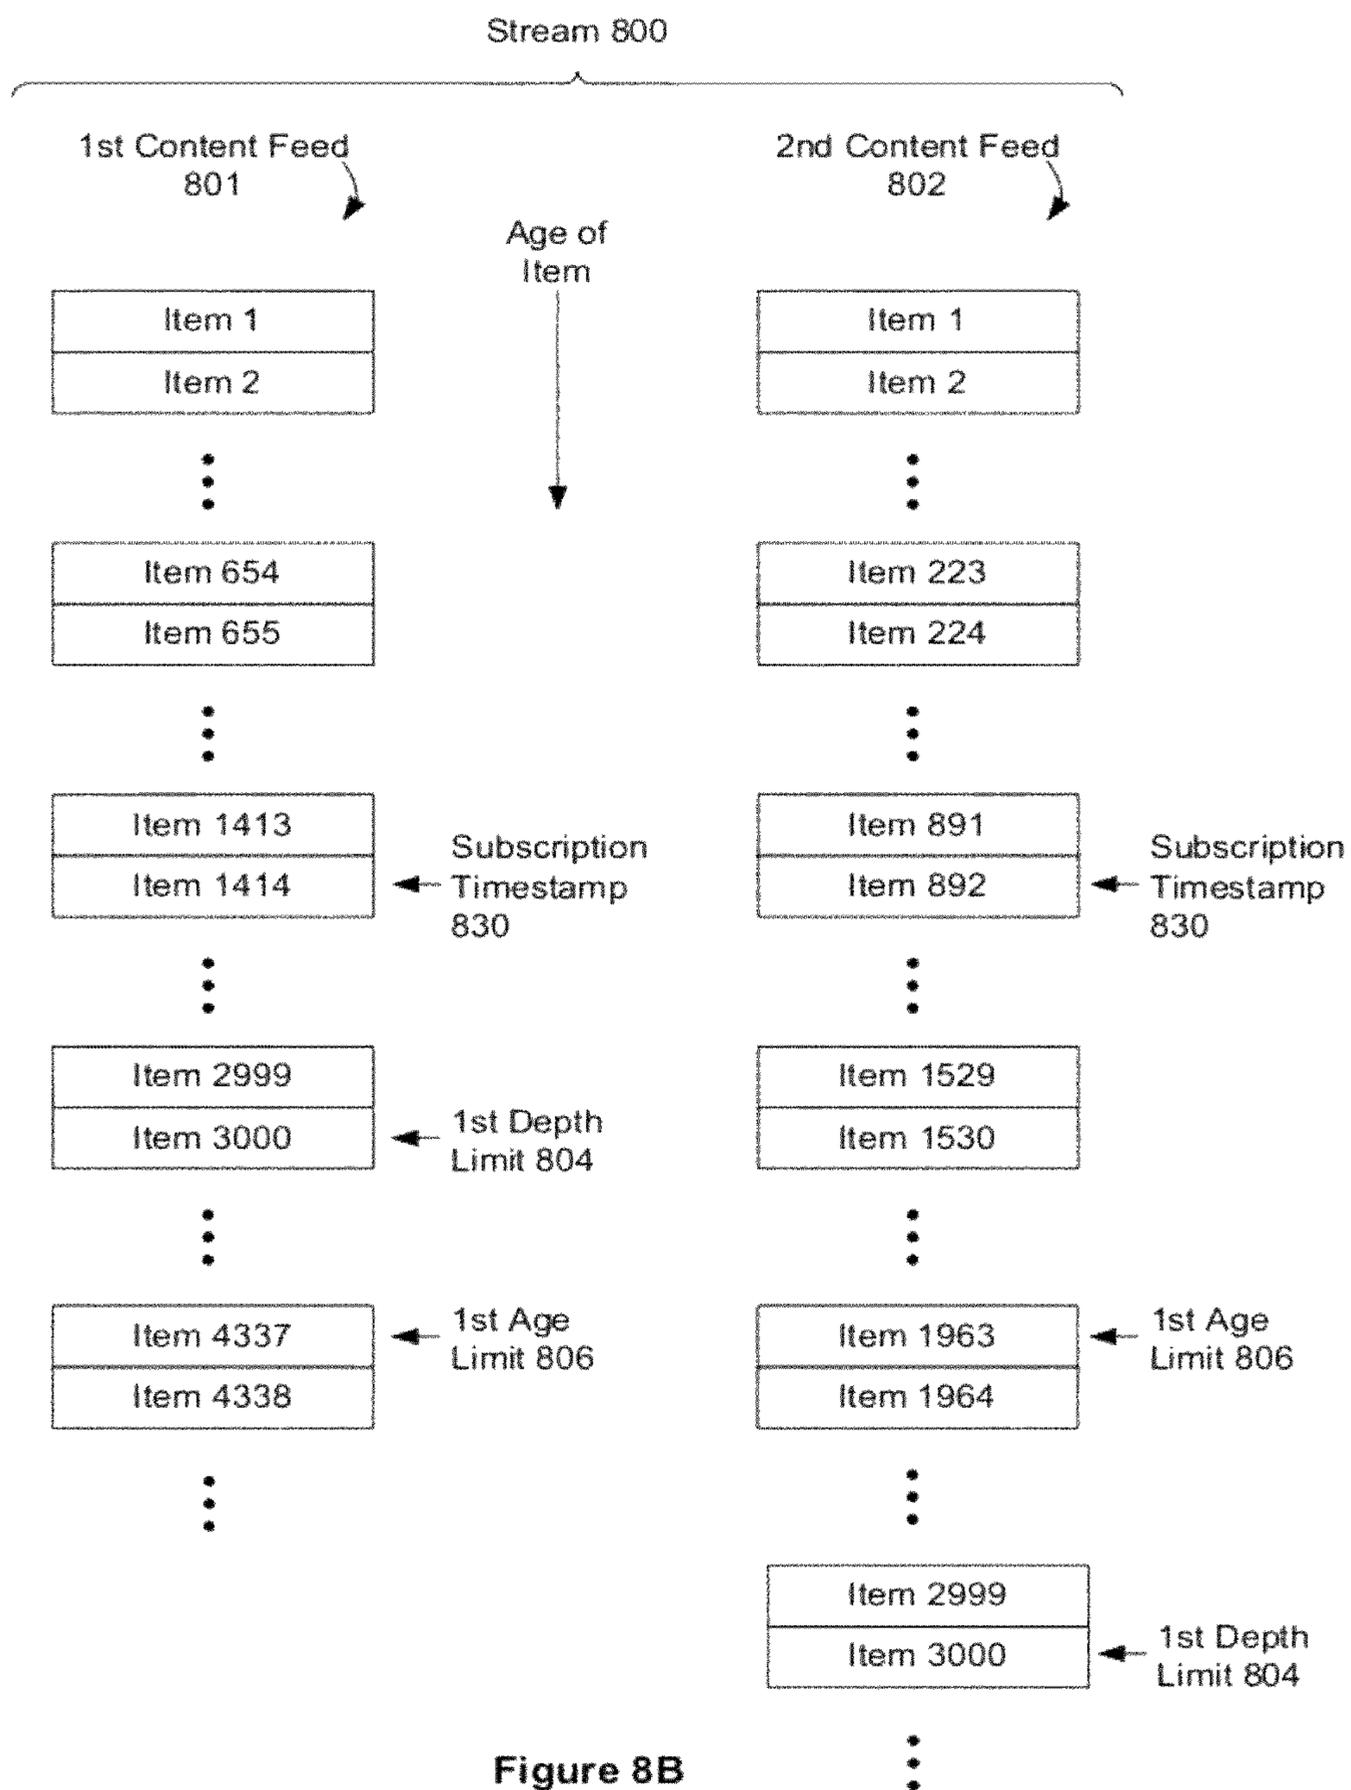 Stream 800
1st Content Feed
801
2nd Content Feed
802
Age of
Item
Item 1
Item 2
Item 654
Item 655
Item 1413
Item 1414
Subscription
Timestamp
830
Item 2999
Item 3000
1st Depth
Limit 804
Item 4337
Item 4338
1st Age
Limit 806
Item 1
Item 2
Item 223
Item 224
Item 891
Item 892
Subscription
Timestamp
830
Item 1529
Item 1530
Item 1963
Item 1964
1st Age
Limit 806
Item 2999
Item 3000
1st Depth
Limit 804
Figure 8B